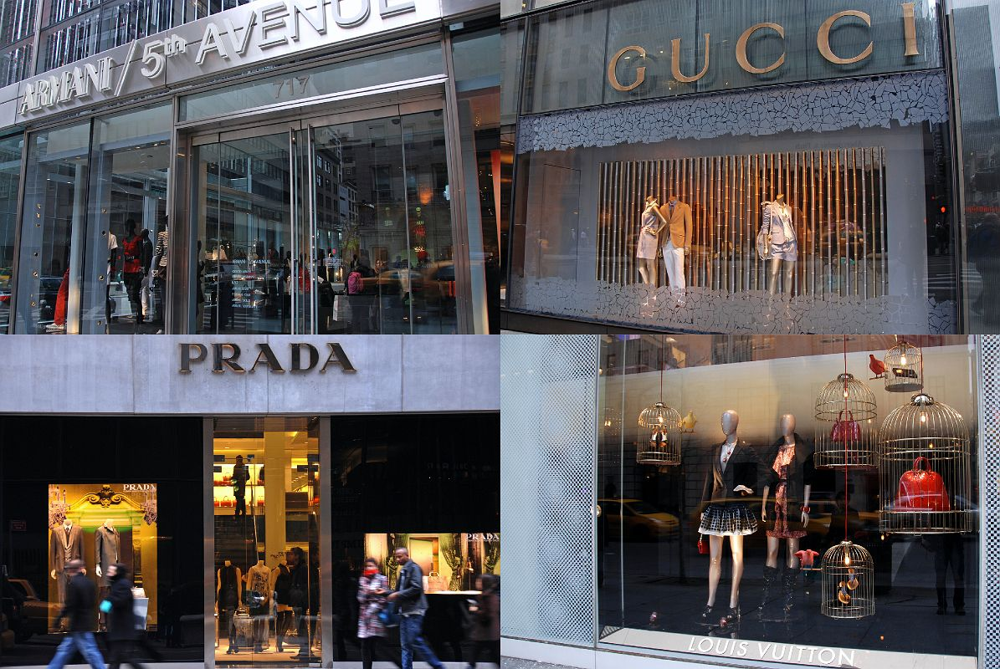 ARMANI / 5th AVENUE
717
GUCCI
PRADA
PRADA
PRADA
LOUIS VUITTON